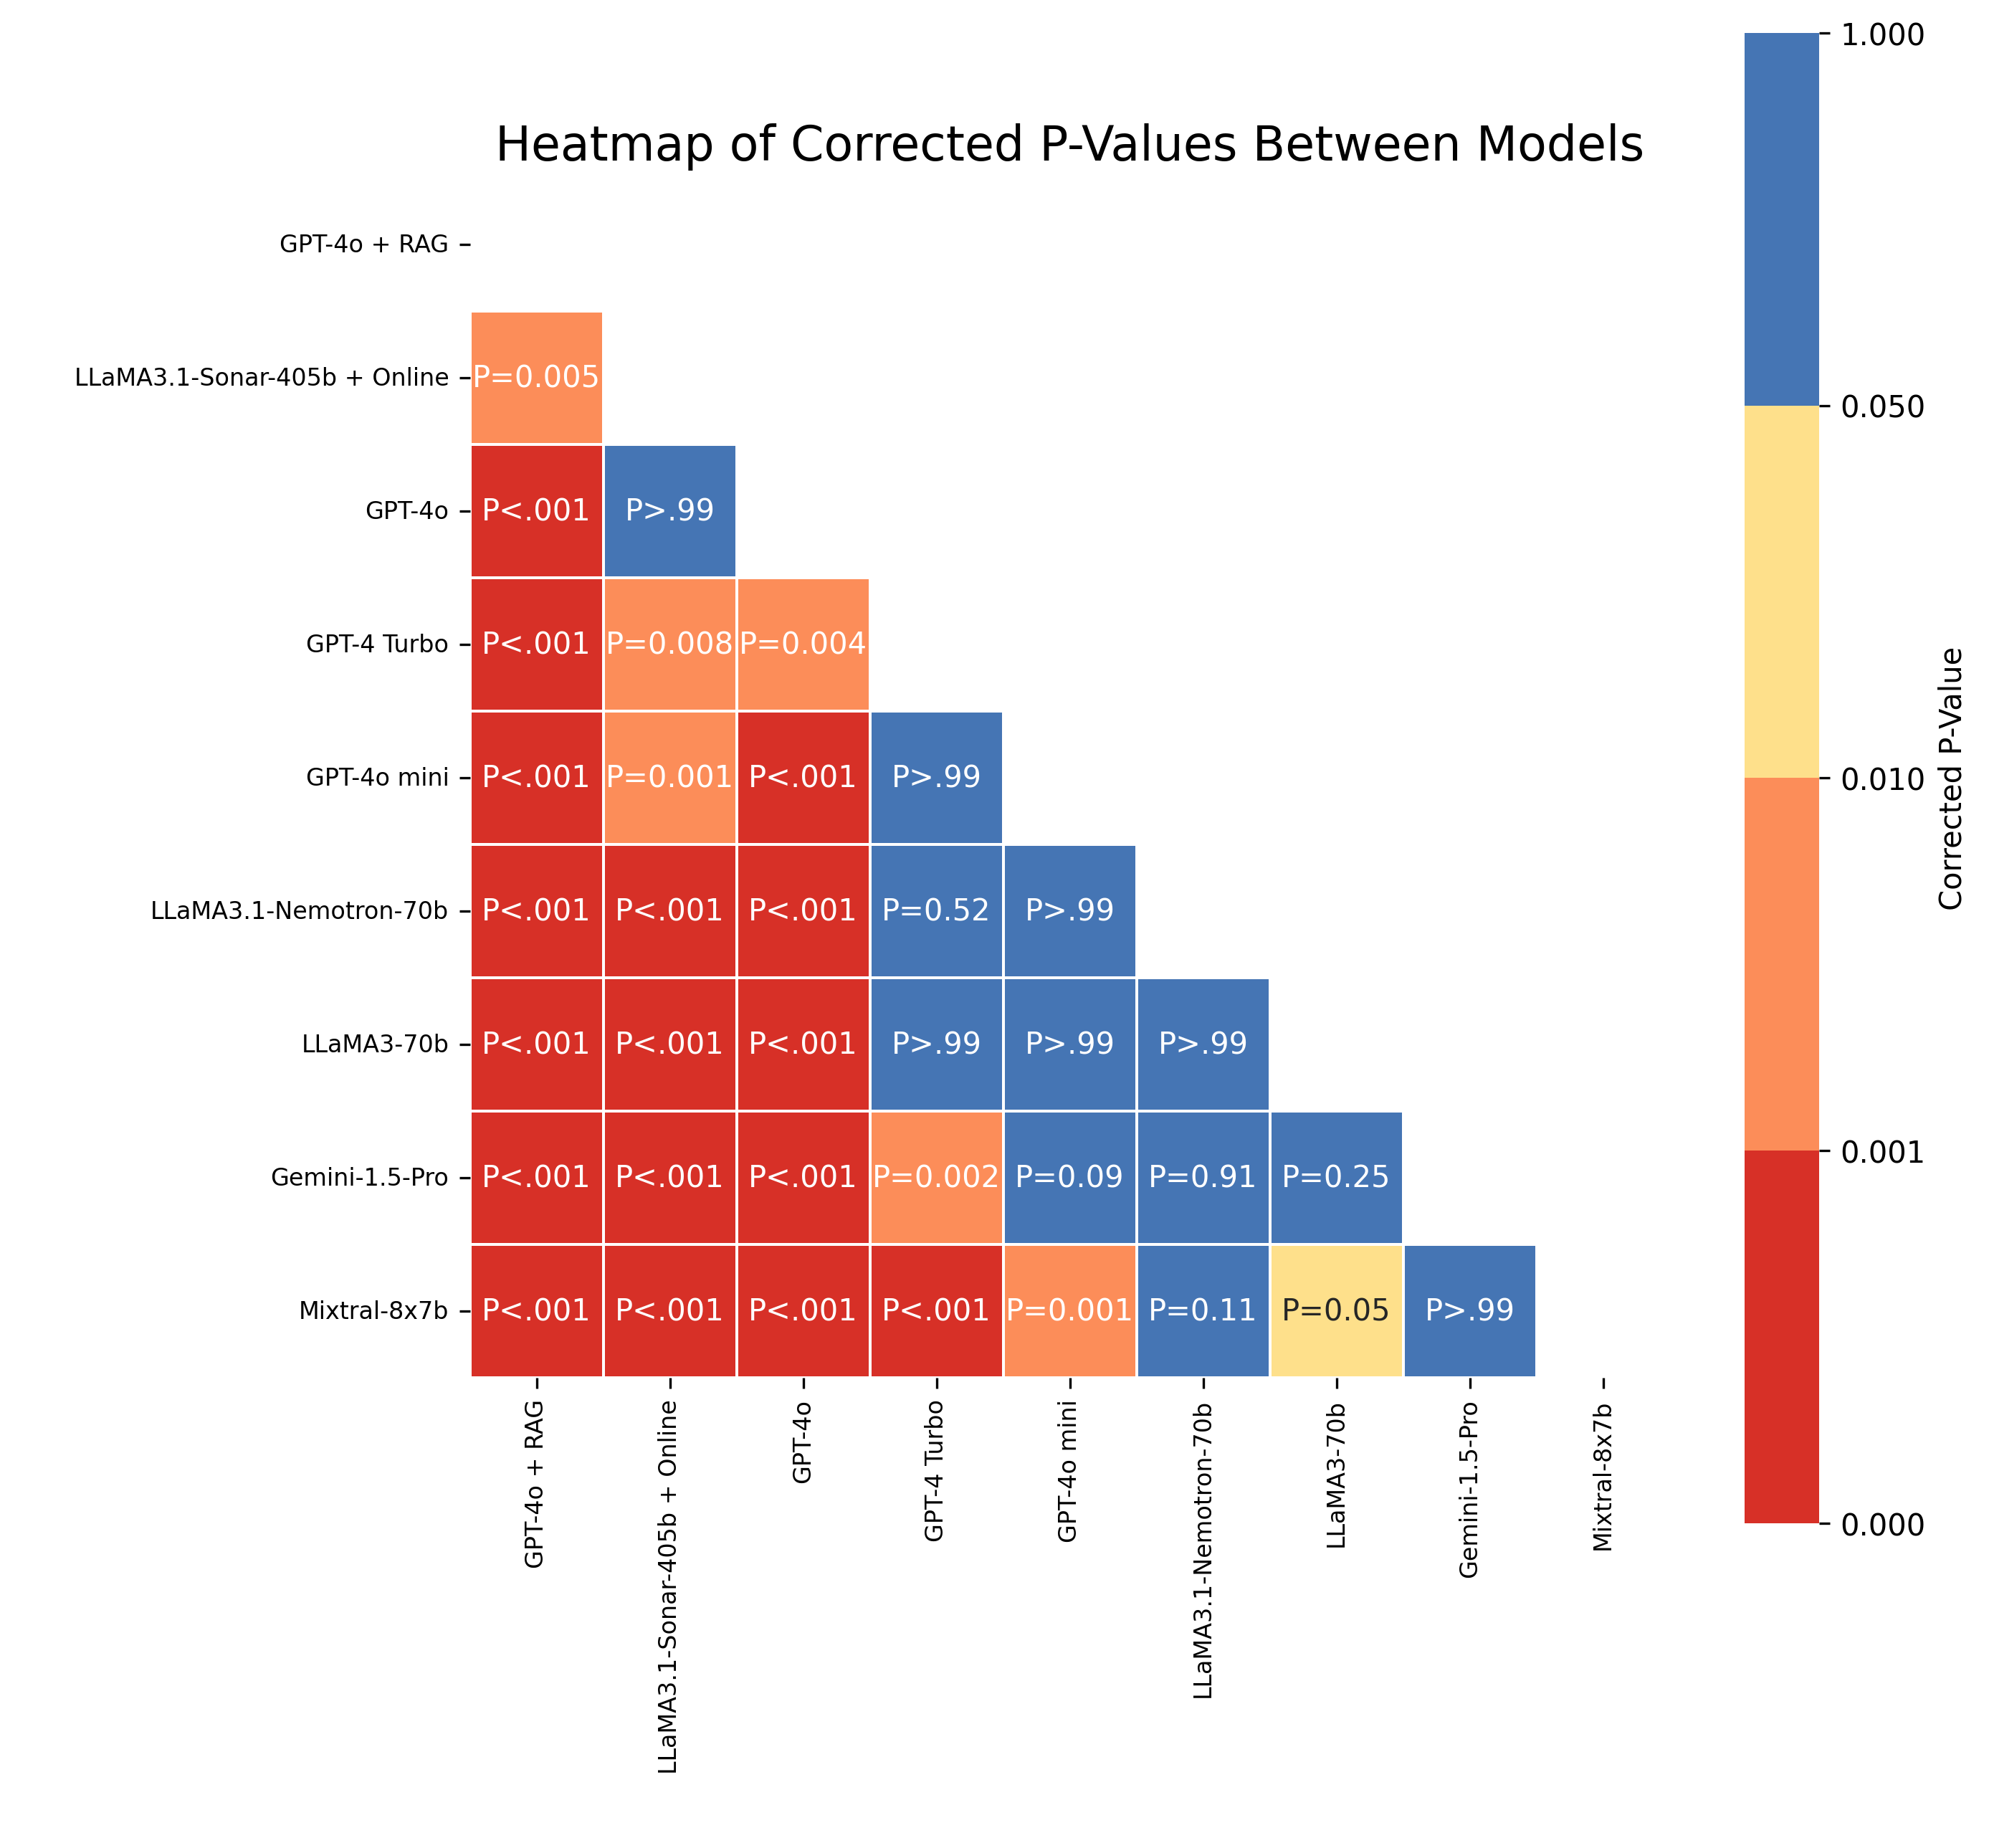 Heatmap of Corrected P-Values Between Models
GPT-4o + RAG
LLaMA3.1-Sonar-405b + Online
P=0.005
GPT-4o
P<.001
P>.99
GPT-4 Turbo
P<.001
P=0.008
P=0.004
GPT-4o mini
P<.001
P=0.001
P<.001
P>.99
LLaMA3.1-Nemotron-70b
P<.001
P<.001
P<.001
P=0.52
P>.99
LLaMA3-70b
P<.001
P<.001
P<.001
P>.99
P>.99
P>.99
Gemini-1.5-Pro
P<.001
P<.001
P<.001
P=0.002
P=0.09
P=0.91
P=0.25
Mixtral-8x7b
P<.001
P<.001
P<.001
P<.001
P=0.001
P=0.11
P=0.05
P>.99
GPT-4o + RAG
LLaMA3.1-Sonar-405b + Online
GPT-4o
GPT-4 Turbo
GPT-4o mini
LLaMA3.1-Nemotron-70b
LLaMA3-70b
Gemini-1.5-Pro
Mixtral-8x7b
1.000
0.050
0.010
0.001
0.000
Corrected P-Value